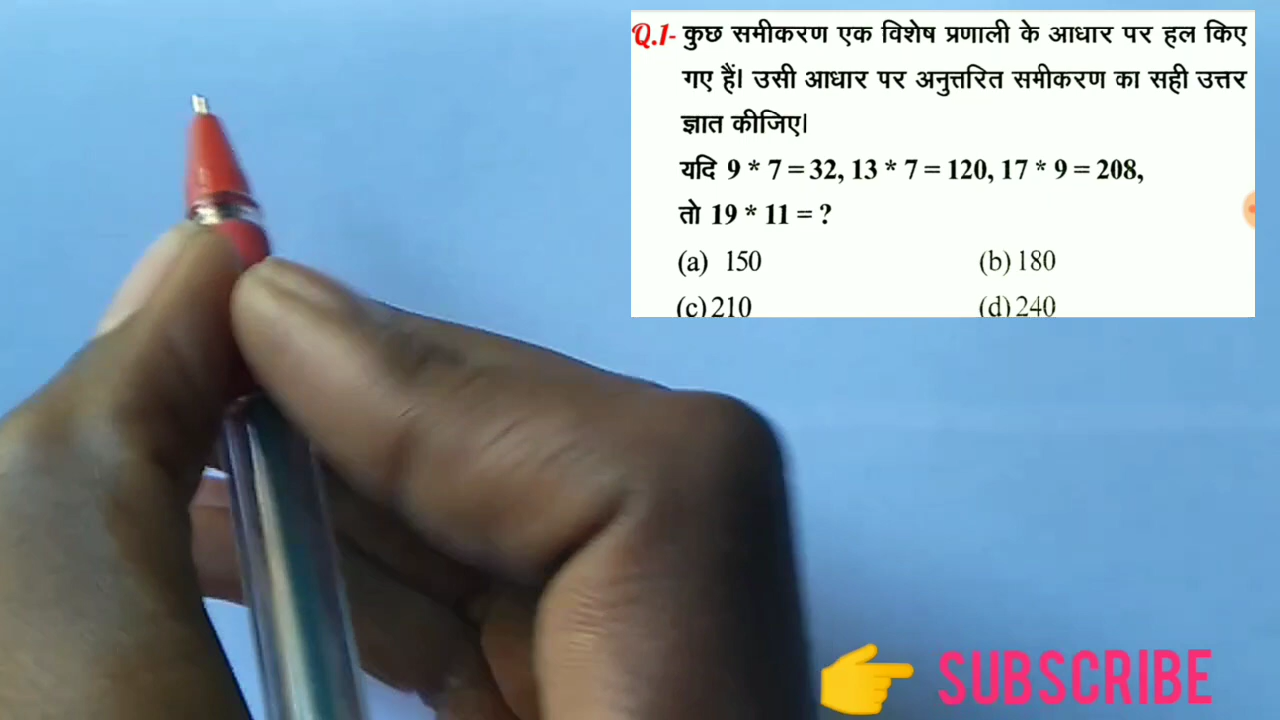 Q.1- कुछ समीकरण एक विशेष प्रणाली के आधार पर हल किए
गए हैं। उसी आधार पर अनुत्तरित समीकरण का सही उत्तर
ज्ञात कीजिए।
यदि 9 * 7 = 32, 13 * 7 = 120, 17 * 9 = 208,
तो 19 * 11 = ?
(a) 150 (b) 180
(c) 210 (d) 240
👉 SUBSCRIBE